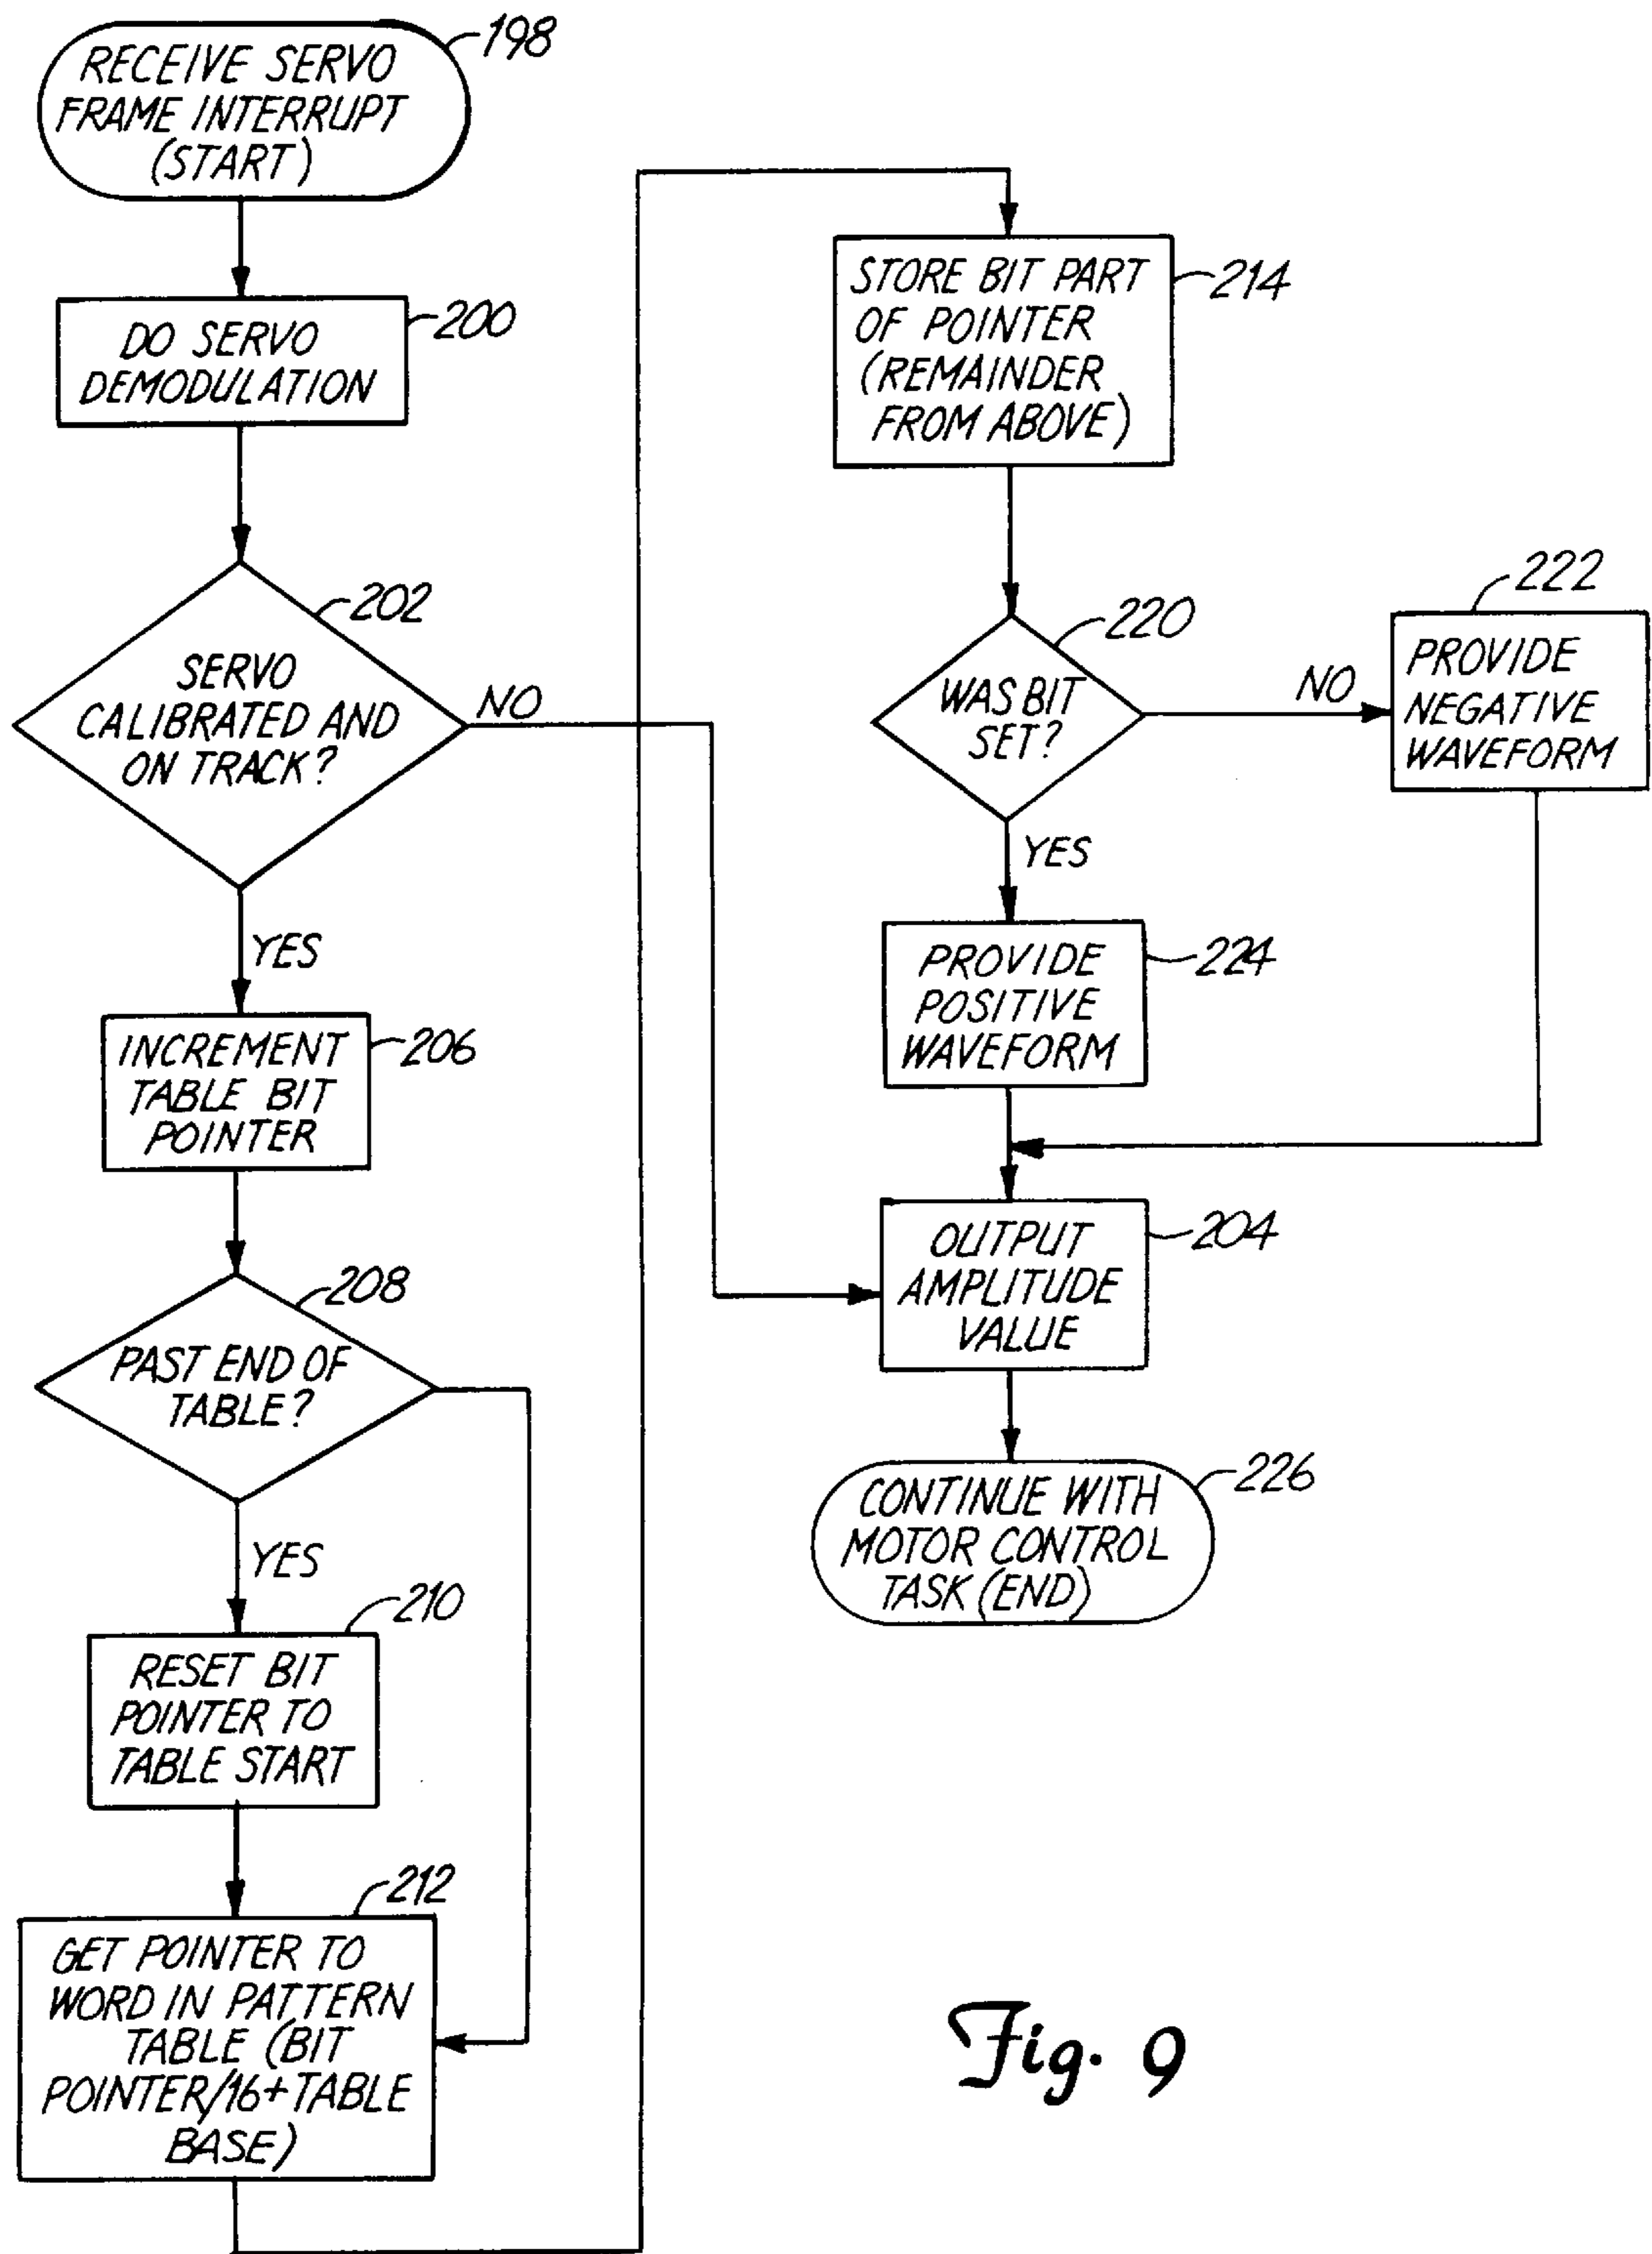 198
RECEIVE SERVO
FRAME INTERRUPT
(START)
200
DO SERVO
DEMODULATION
202
SERVO
CALIBRATED AND
ON TRACK?
NO
YES
206
INCREMENT
TABLE BIT
POINTER
208
PAST END OF
TABLE?
YES
210
RESET BIT
POINTER TO
TABLE START
212
GET POINTER TO
WORD IN PATTERN
TABLE (BIT
POINTER/16+TABLE
BASE)
214
STORE BIT PART
OF POINTER
(REMAINDER
FROM ABOVE)
220
WAS BIT
SET?
NO
222
PROVIDE
NEGATIVE
WAVEFORM
YES
224
PROVIDE
POSITIVE
WAVEFORM
204
OUTPUT
AMPLITUDE
VALUE
226
CONTINUE WITH
MOTOR CONTROL
TASK (END)
Fig. 9